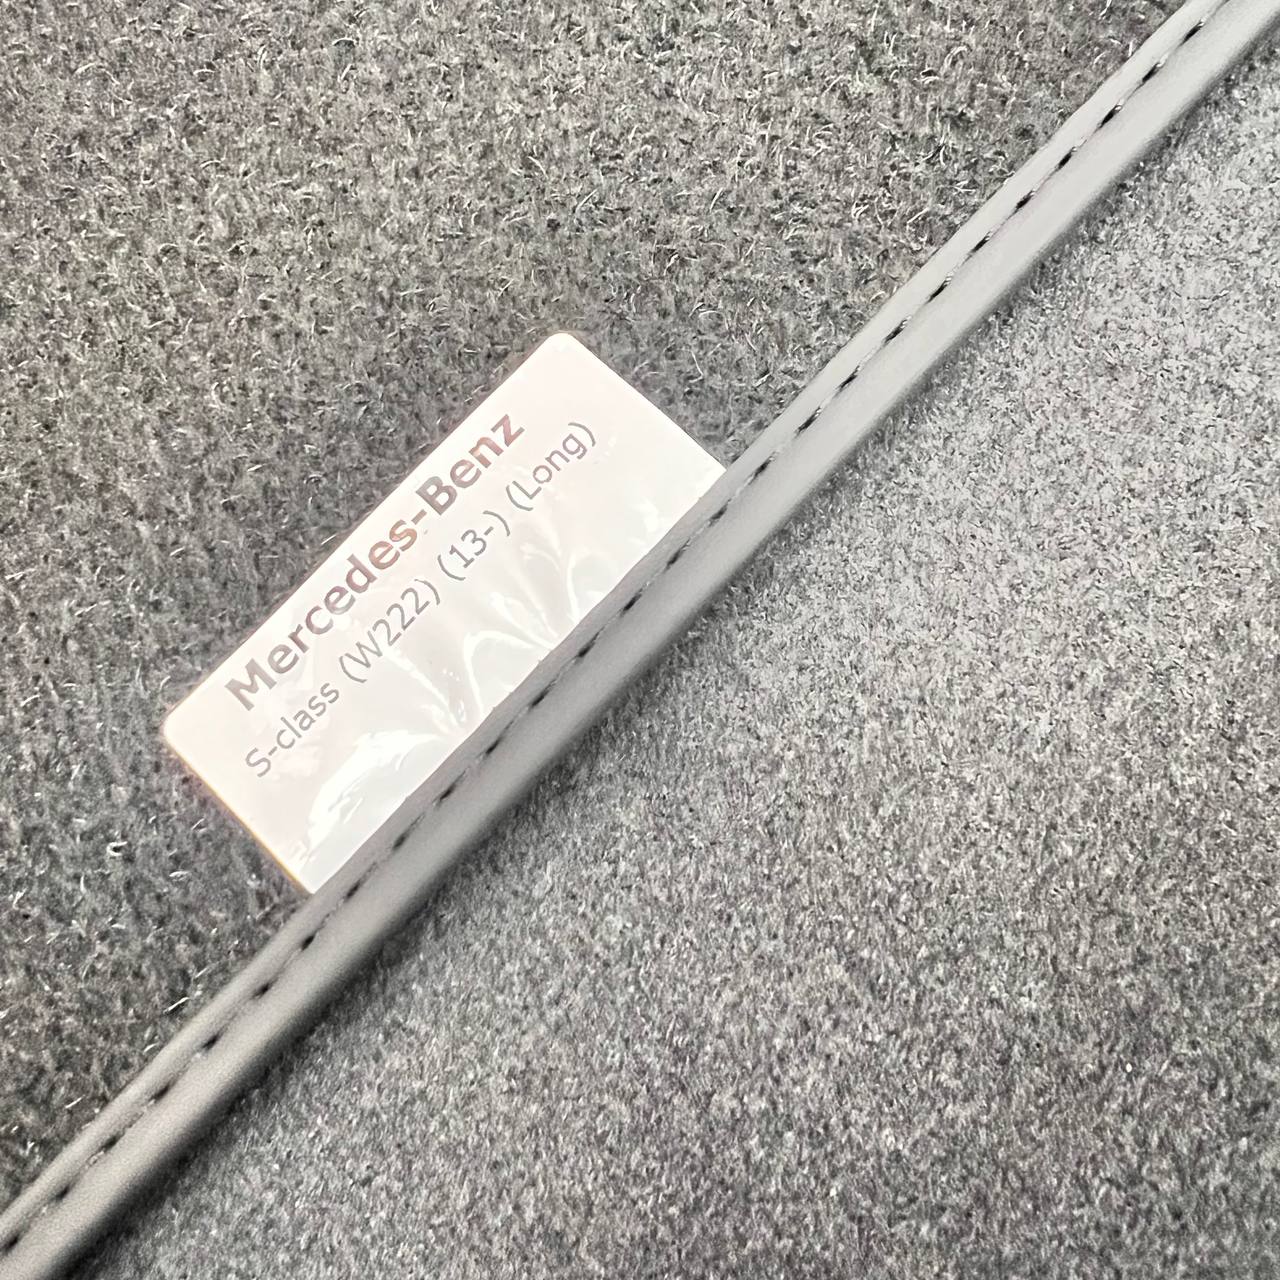 Mercedes-Benz
S-class (W222) (13-) (Long)